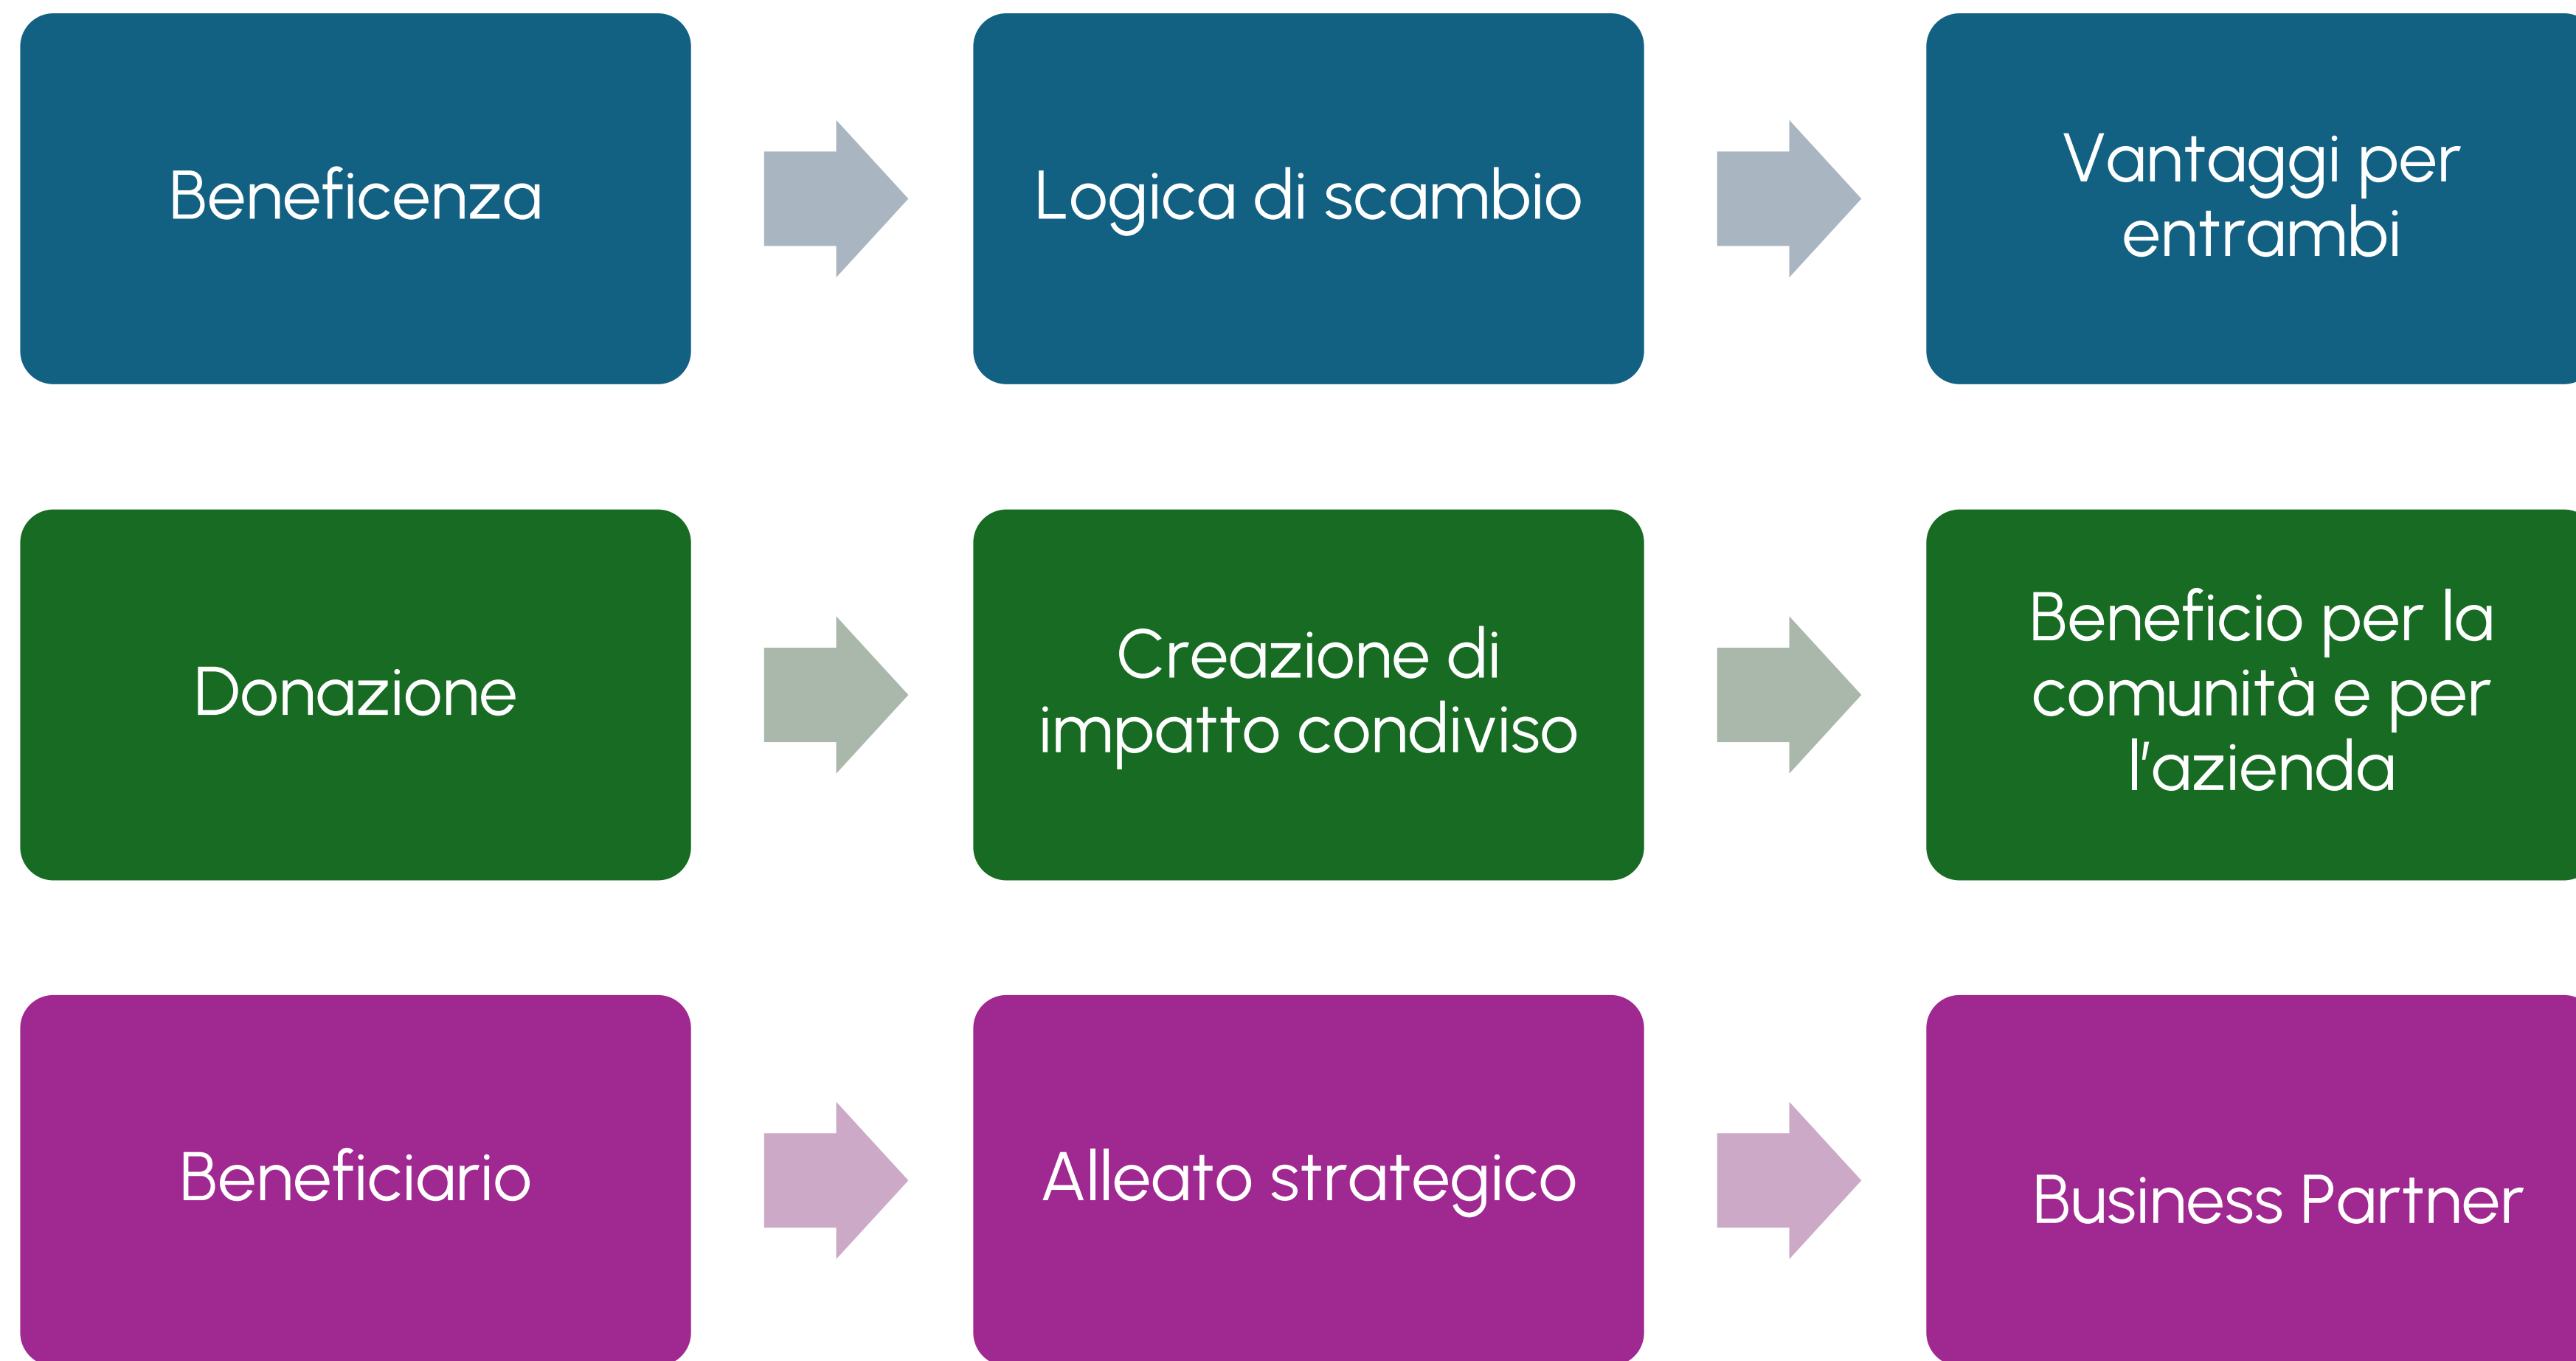 Beneficenza
Logica di scambio
Vantaggi per
entrambi
Donazione
Creazione di
impatto condiviso
Beneficio per la
comunità e per
l'azienda
Beneficiario
Alleato strategico
Business Partner